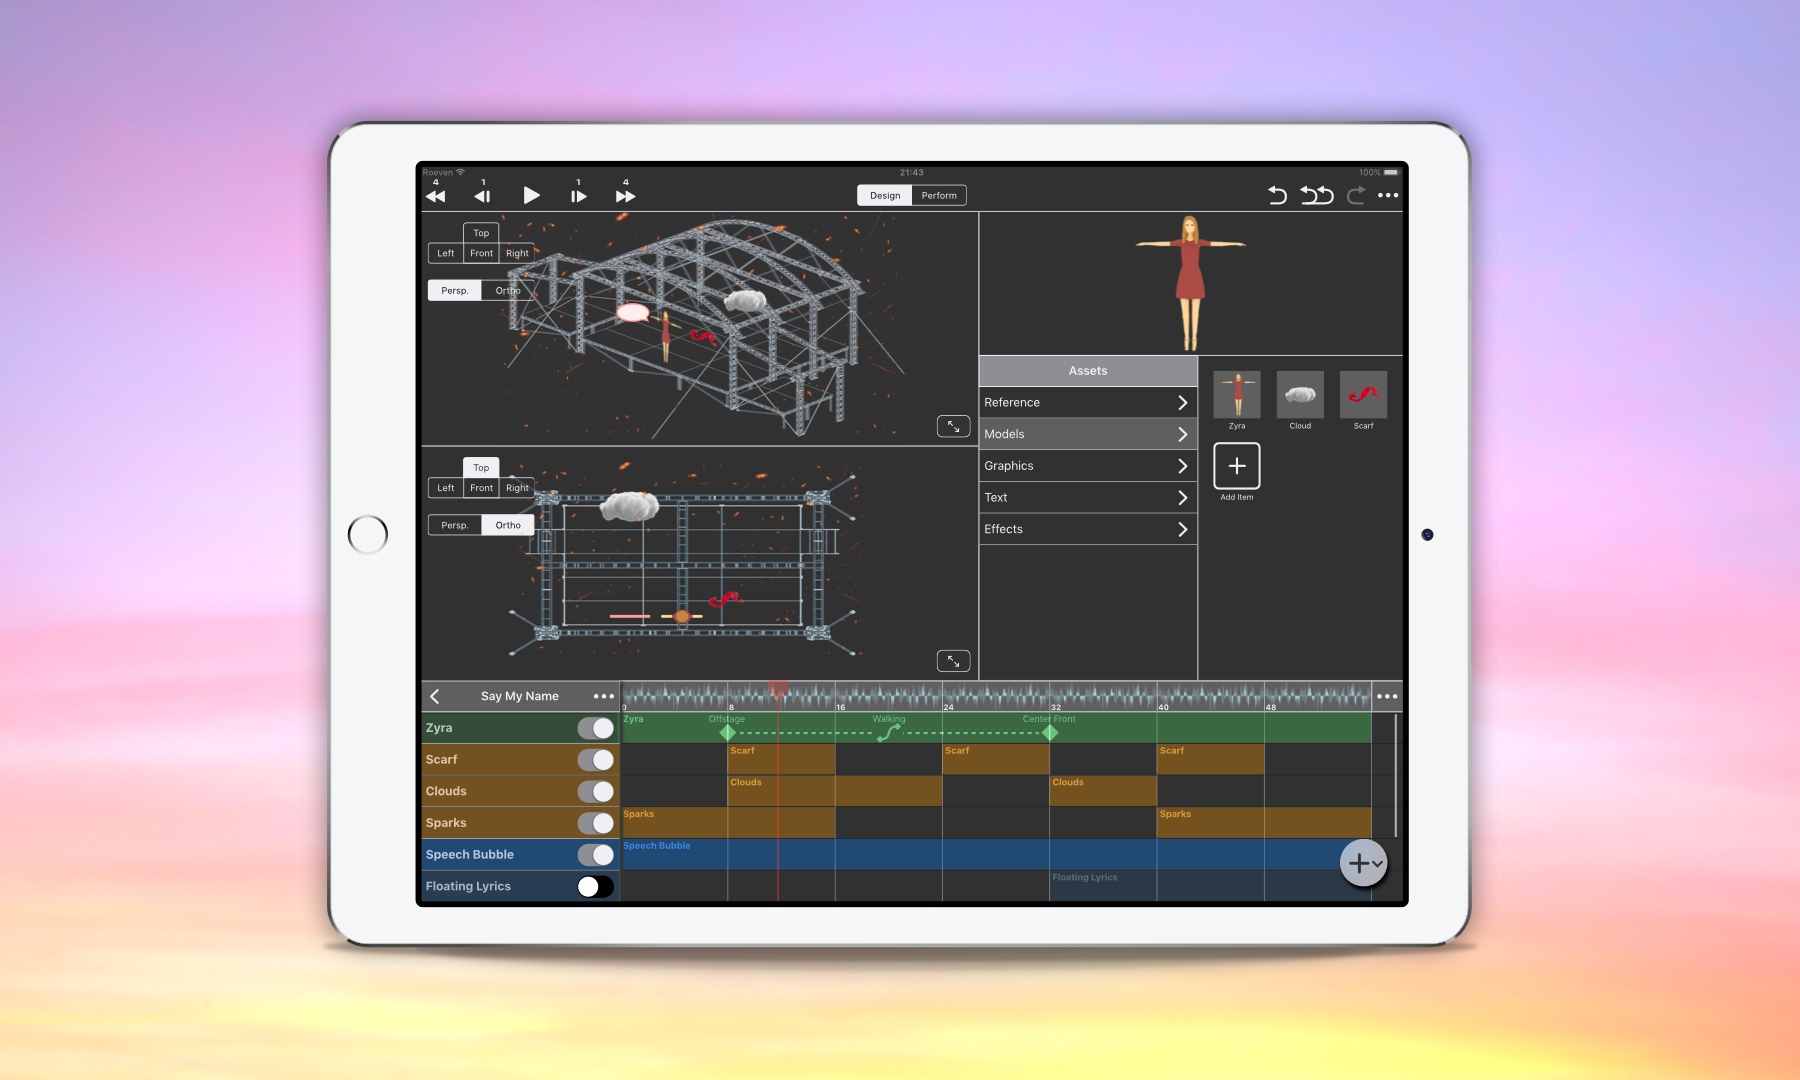 Roeven
21:43
100%
4 1 1 4
Design Perform
Top
Left Front Right
Persp. Ortho
Top
Left Front Right
Persp. Ortho
Assets
Reference
Models
Graphics
Text
Effects
Zyra Cloud Scarf
Add Item
Say My Name
0 8 16 24 32 40 48
Zyra
Zyra Offstage Walking Center Front
Scarf
Scarf Scarf Scarf
Clouds
Clouds Clouds
Sparks
Sparks Sparks
Speech Bubble
Speech Bubble
Floating Lyrics
Floating Lyrics